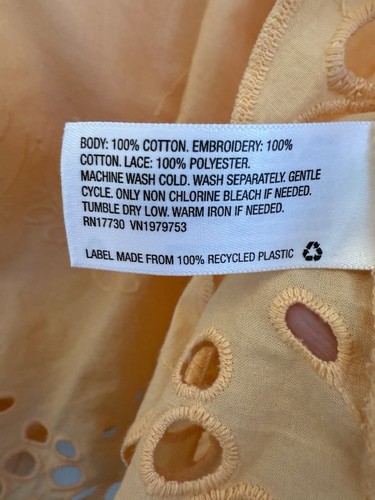 BODY: 100% COTTON. EMBROIDERY: 100%
COTTON. LACE: 100% POLYESTER.
MACHINE WASH COLD. WASH SEPARATELY. GENTLE
CYCLE. ONLY NON CHLORINE BLEACH IF NEEDED.
TUMBLE DRY LOW. WARM IRON IF NEEDED.
RN17730 VN1979753
LABEL MADE FROM 100% RECYCLED PLASTIC